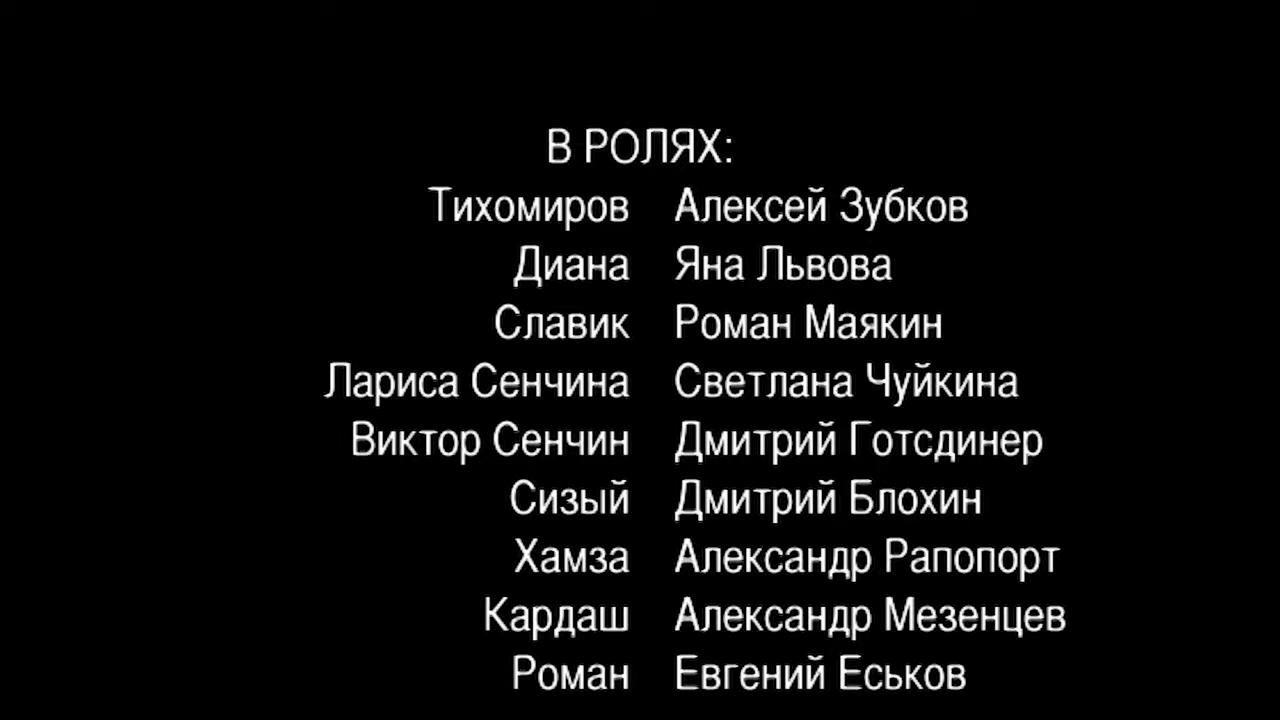 В РОЛЯХ:
Тихомиров Алексей Зубков
Диана Яна Львова
Славик Роман Маякин
Лариса Сенчина Светлана Чуйкина
Виктор Сенчин Дмитрий Готсдинер
Сизый Дмитрий Блохин
Хамза Александр Рапопорт
Кардаш Александр Мезенцев
Роман Евгений Еськов